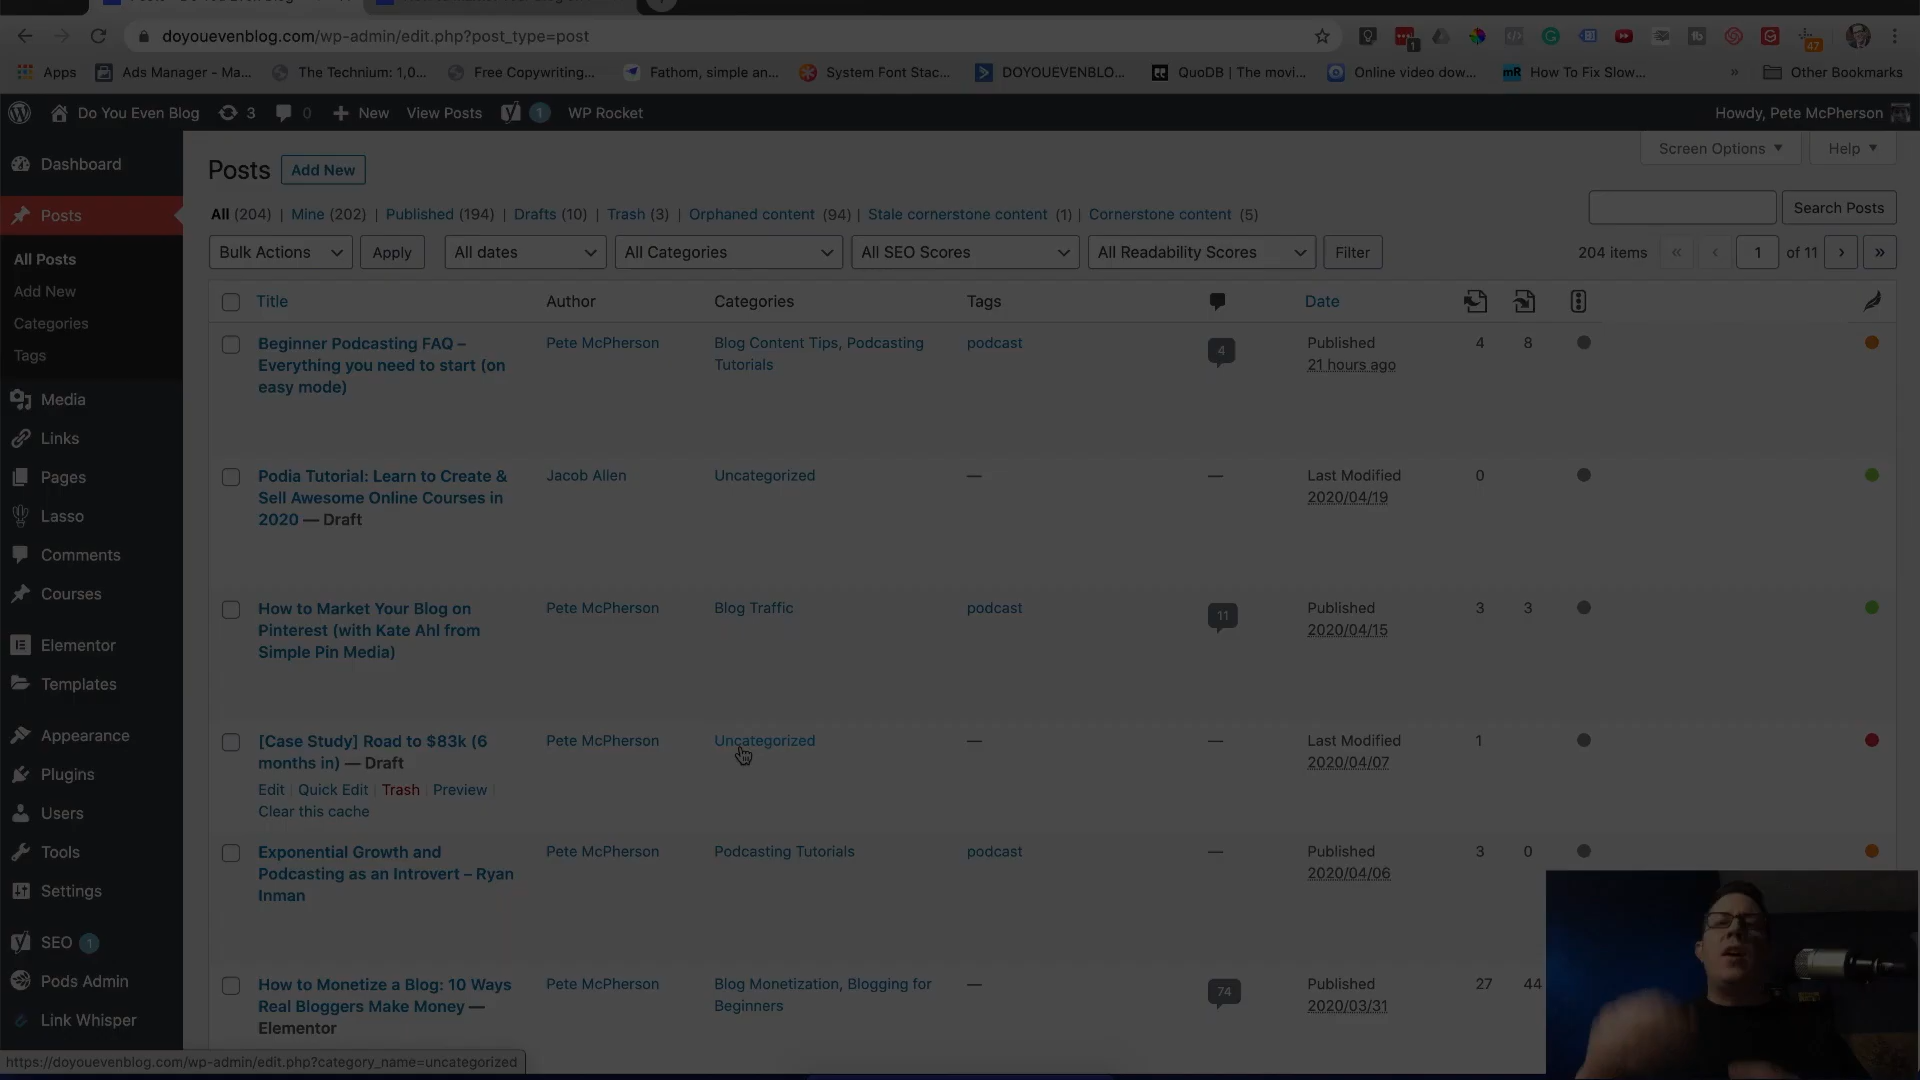 doyouevenblog.com/wp-admin/edit.php?post_type=post
1
47
Apps
Ads Manager - Ma...
The Technium: 1,0...
Free Copywriting...
Fathom, simple an...
System Font Stac...
DOYOUEVENBLO...
QuoDB | The movi...
Online video dow...
mR How To Fix Slow...
»
Other Bookmarks
Do You Even Blog
3
0
New
View Posts
1
WP Rocket
Howdy, Pete McPherson
Dashboard
Posts
All Posts
Add New
Categories
Tags
Media
Links
Pages
Lasso
Comments
Courses
Elementor
Templates
Appearance
Plugins
Users
Tools
Settings
SEO 1
Pods Admin
Link Whisper
Posts Add New
Screen Options
Help
All (204) | Mine (202) | Published (194) | Drafts (10) | Trash (3) | Orphaned content (94) | Stale cornerstone content (1) | Cornerstone content (5)
Search Posts
Bulk Actions
Apply
All dates
All Categories
All SEO Scores
All Readability Scores
Filter
204 items « ‹ 1 of 11 › »
Title Author Categories Tags Date
Beginner Podcasting FAQ –
Everything you need to start (on
easy mode)
Pete McPherson
Blog Content Tips, Podcasting
Tutorials
podcast
4
Published
21 hours ago
4 8
Podia Tutorial: Learn to Create &
Sell Awesome Online Courses in
2020 — Draft
Jacob Allen
Uncategorized
—
—
Last Modified
2020/04/19
0
How to Market Your Blog on
Pinterest (with Kate Ahl from
Simple Pin Media)
Pete McPherson
Blog Traffic
podcast
11
Published
2020/04/15
3 3
[Case Study] Road to $83k (6
months in) — Draft
Edit | Quick Edit | Trash | Preview |
Clear this cache
Pete McPherson
Uncategorized
—
—
Last Modified
2020/04/07
1
Exponential Growth and
Podcasting as an Introvert – Ryan
Inman
Pete McPherson
Podcasting Tutorials
podcast
—
Published
2020/04/06
3 0
How to Monetize a Blog: 10 Ways
Real Bloggers Make Money —
Elementor
Pete McPherson
Blog Monetization, Blogging for
Beginners
—
74
Published
2020/03/31
27 44
https://doyouevenblog.com/wp-admin/edit.php?category_name=uncategorized